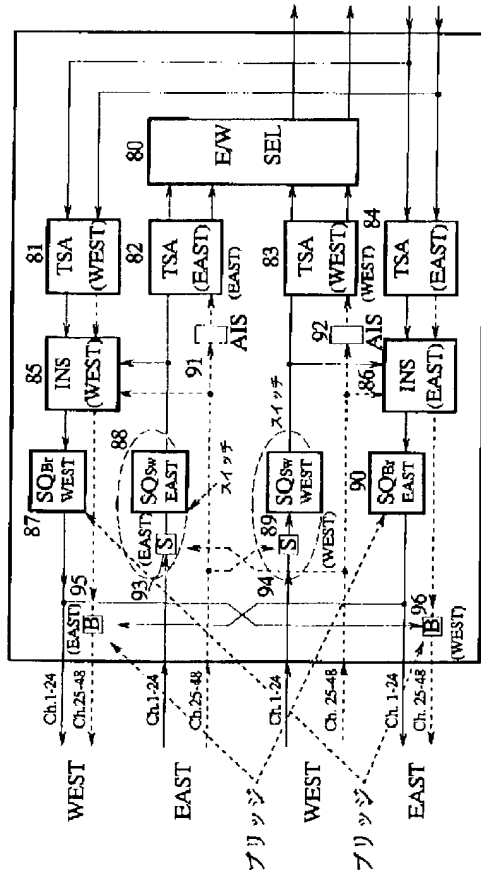 80
E/W
SEL
81
TSA
(WEST)
82
TSA
(EAST)
(EAST)
83
TSA
(WEST)
(WEST)
84
TSA
(EAST)
85
INS
(WEST)
91
AIS
92
AIS
86
INS
(EAST)
87
SQBr
WEST
88
SQSw
EAST
スイッチ
スイッチ
89
SQSw
WEST
90
SQBr
EAST
93
(EAST)
S
94
S
(WEST)
95
(EAST)
B
96
B
(WEST)
Ch.1-24
Ch.25-48
Ch.1-24
Ch.25-48
Ch.1-24
Ch. 25-48
Ch.1-24
Ch.25-48
WEST
EAST
ブリッジ
WEST
ブリッジ
EAST